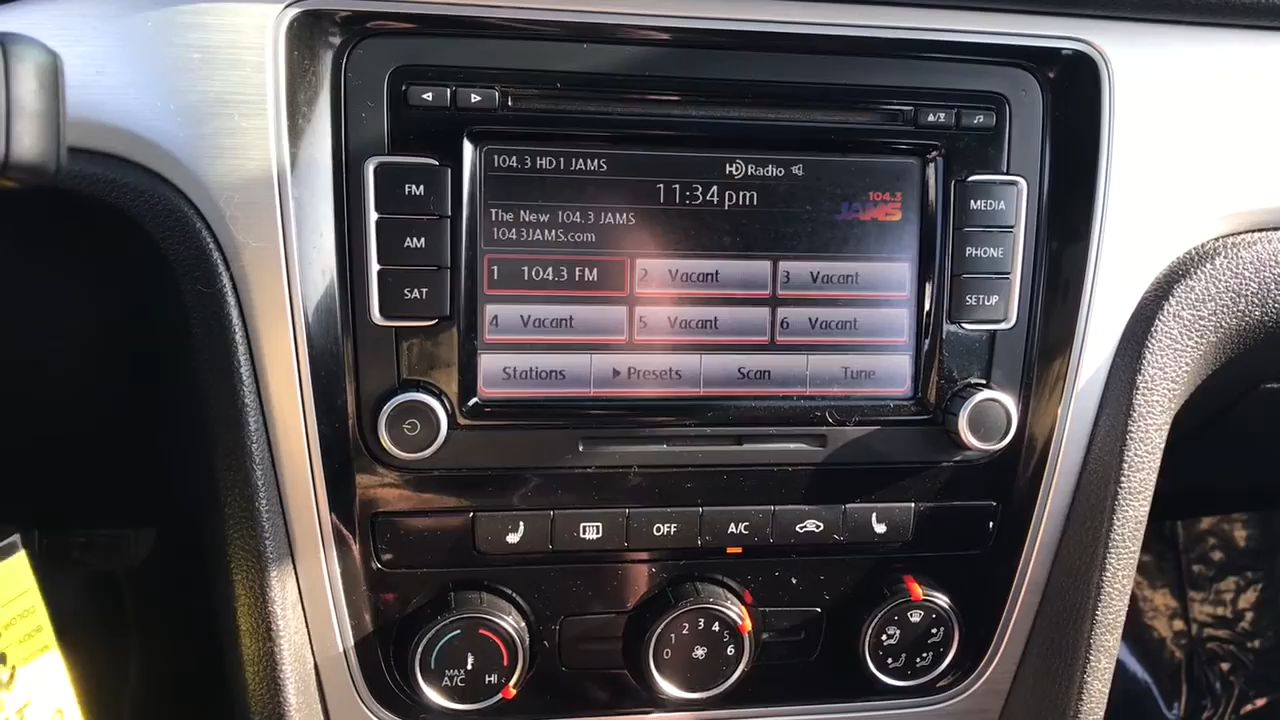 104.3 HD1 JAMS
HD Radio
11:34 pm
104.3
JAMS
The New 104.3 JAMS
1043JAMS.com
1 104.3 FM
2 Vacant
3 Vacant
4 Vacant
5 Vacant
6 Vacant
Stations
Presets
Scan
Tune
FM
AM
SAT
MEDIA
PHONE
SETUP
OFF
A/C
MAX
A/C
HI
0 1 2 3 4 5 6
COLOR
BODY